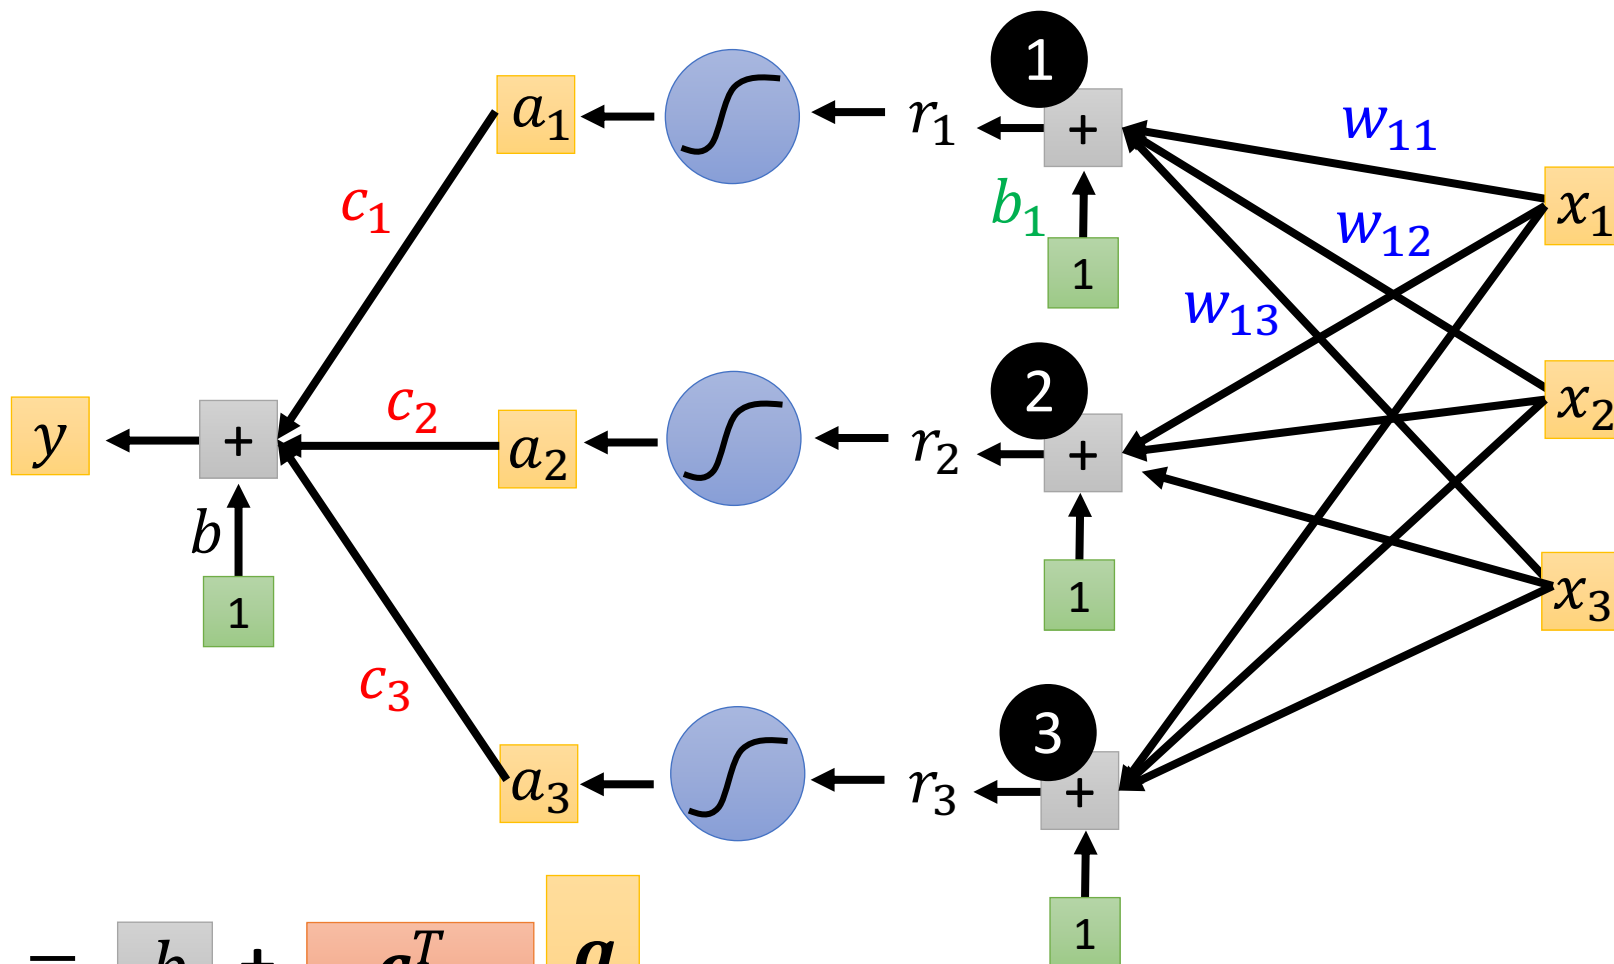 1
a₁ r₁ + w₁₁
c₁ b₁ w₁₂ x₁
1 w₁₃
2
y + c₂ a₂ r₂ + x₂
b
1 1 x₃
c₃
3
a₃ r₃ +
1
= b + cᵀ a